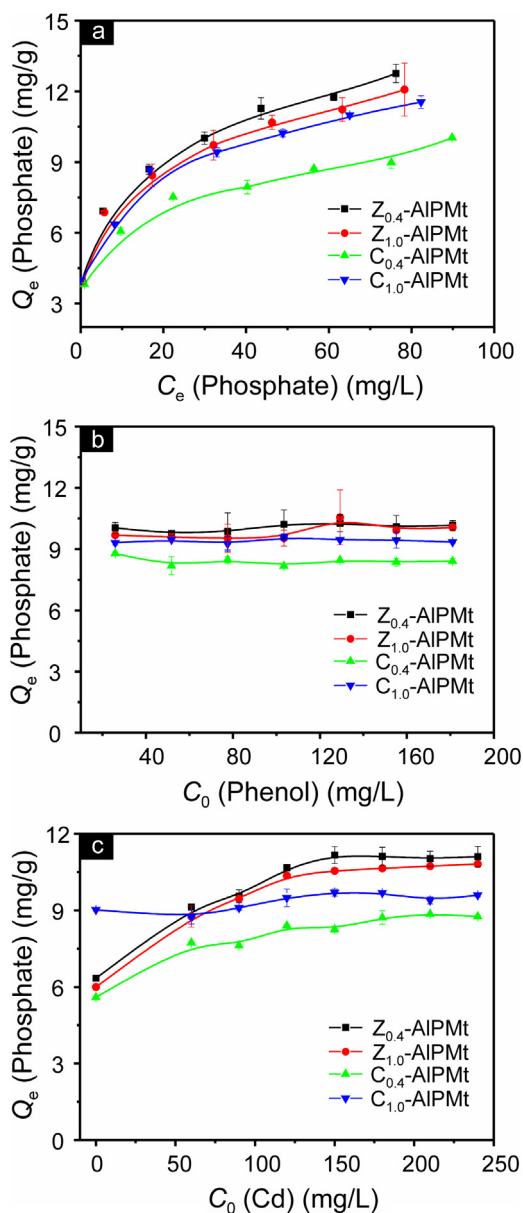 a
15
12
9
6
3
Qe (Phosphate) (mg/g)
Z0.4-AlPMt
Z1.0-AlPMt
C0.4-AlPMt
C1.0-AlPMt
0 20 40 60 80 100
Ce (Phosphate) (mg/L)
b
15
12
9
6
3
0
Qe (Phosphate) (mg/g)
Z0.4-AlPMt
Z1.0-AlPMt
C0.4-AlPMt
C1.0-AlPMt
40 80 120 160 200
C0 (Phenol) (mg/L)
c
12
9
6
3
0
Qe (Phosphate) (mg/g)
Z0.4-AlPMt
Z1.0-AlPMt
C0.4-AlPMt
C1.0-AlPMt
0 50 100 150 200 250
C0 (Cd) (mg/L)